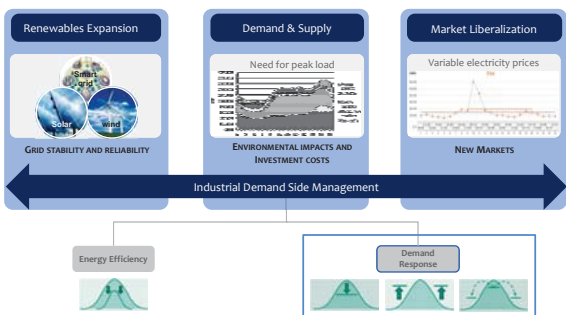 Renewables Expansion
Demand & Supply
Market Liberalization
Smart
grid
Solar
wind
Need for peak load
Variable electricity prices
GRID STABILITY AND RELIABILITY
ENVIRONMENTAL IMPACTS AND
INVESTMENT COSTS
NEW MARKETS
Industrial Demand Side Management
Energy Efficiency
Demand
Response